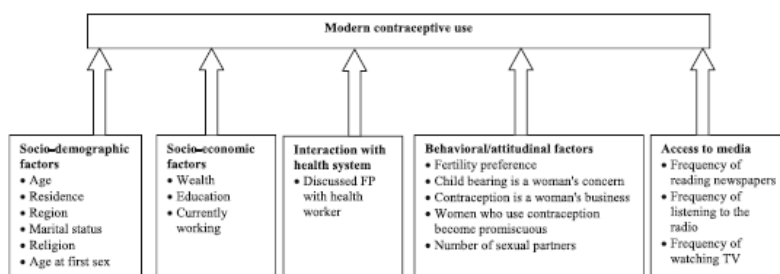 Modern contraceptive use
Socio-demographic
factors
• Age
• Residence
• Region
• Marital status
• Religion
• Age at first sex
Socio-economic
factors
• Wealth
• Education
• Currently
working
Interaction with
health system
• Discussed FP
with health
worker
Behavioral/attitudinal factors
• Fertility preference
• Child bearing is a woman's concern
• Contraception is a woman's business
• Women who use contraception
become promiscuous
• Number of sexual partners
Access to media
• Frequency of
reading newspapers
• Frequency of
listening to the
radio
• Frequency of
watching TV